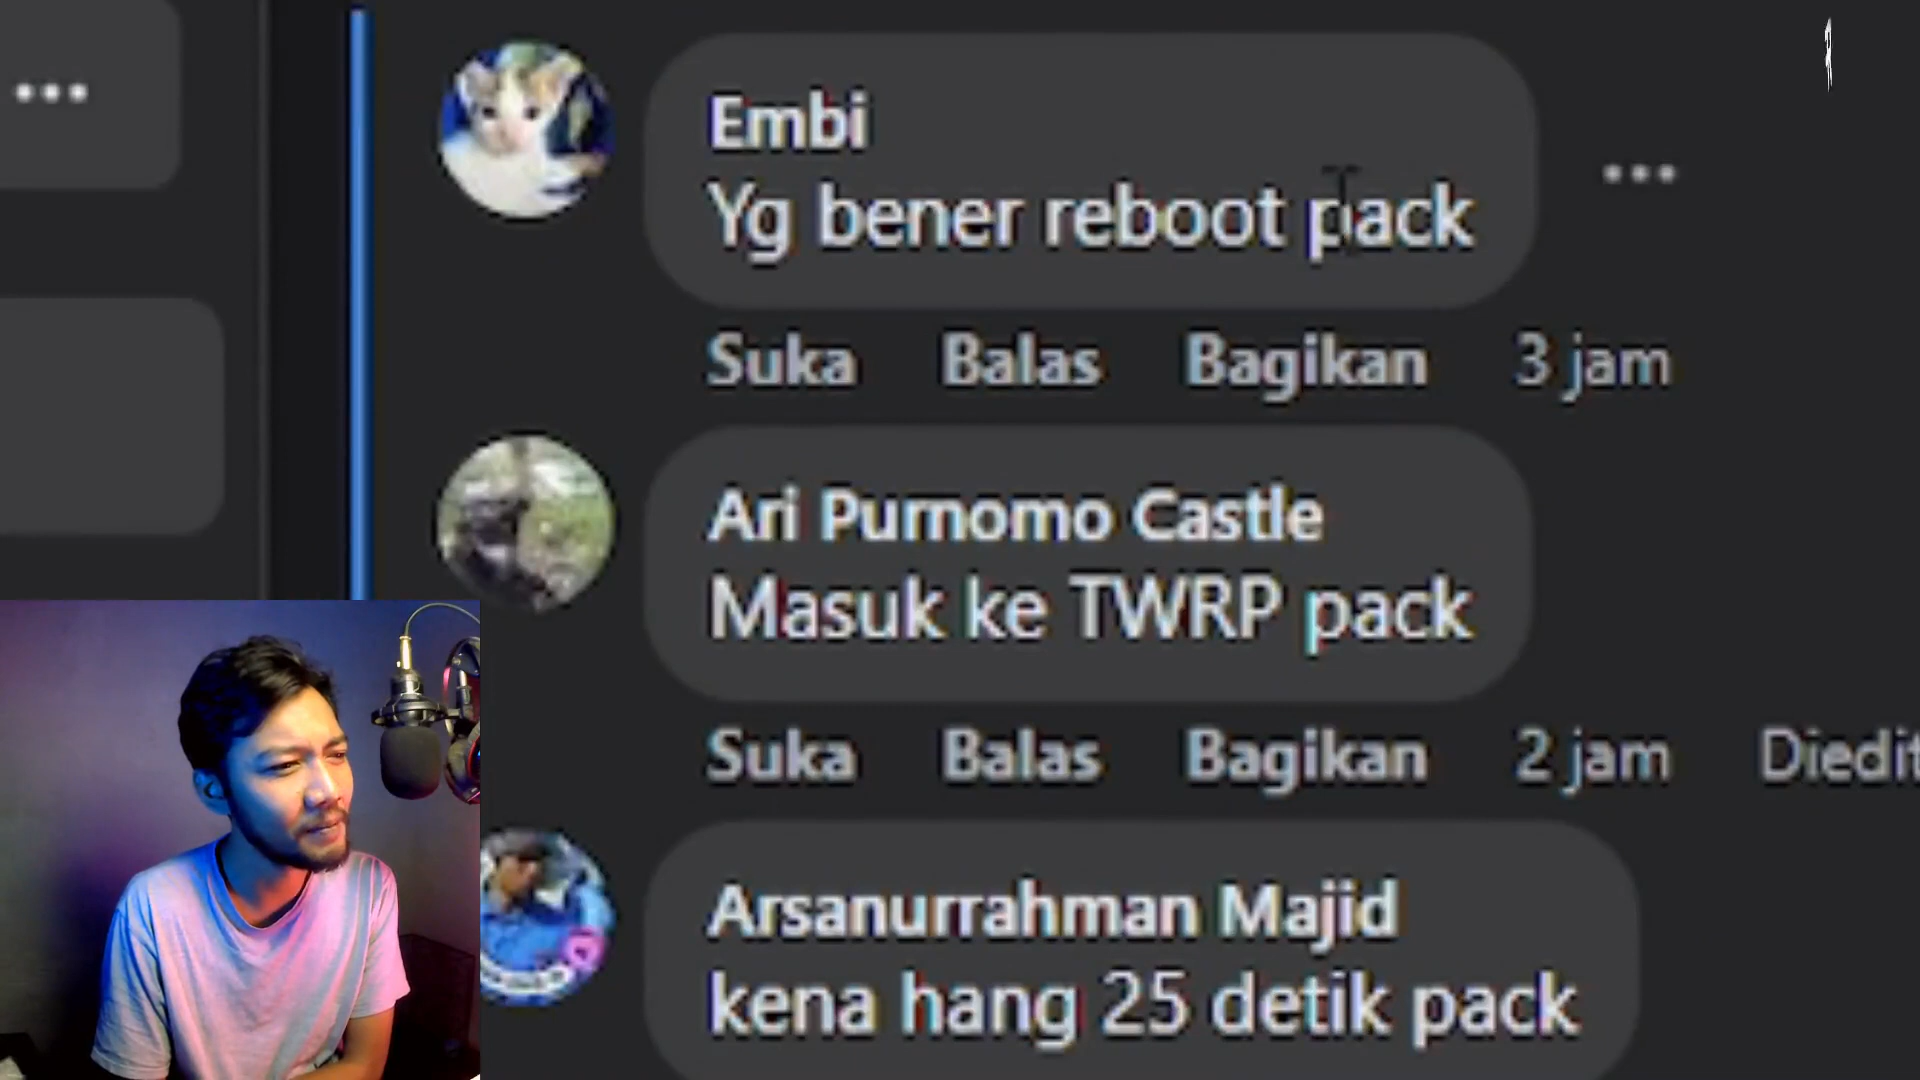 Embi
Yg bener reboot pack
Suka Balas Bagikan 3 jam
Ari Purnomo Castle
Masuk ke TWRP pack
Suka Balas Bagikan 2 jam Diedit
Arsanurrahman Majid
kena hang 25 detik pack